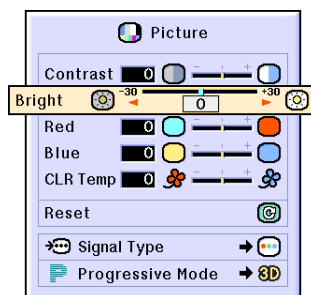 Picture
Contrast 0 - +
Bright -30 0 +30
Red 0 - +
Blue 0 - +
CLR Temp 0 - +
Reset
Signal Type
P Progressive Mode 3D